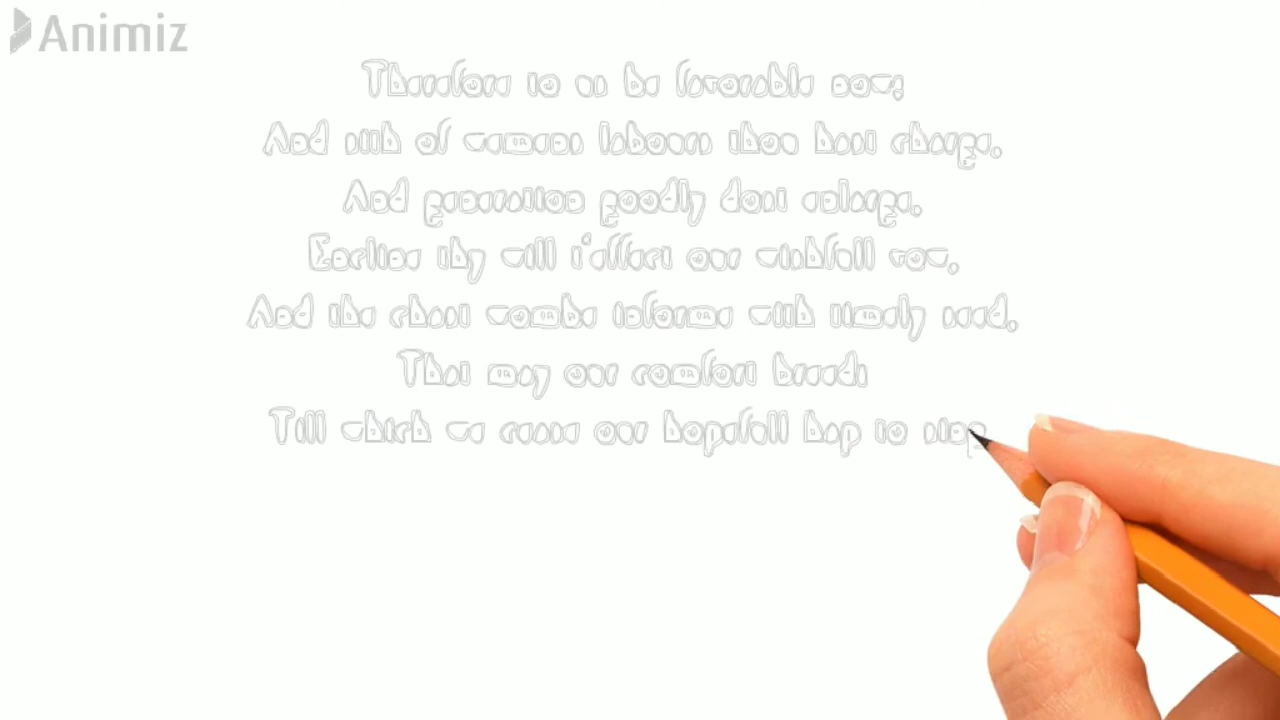 Animiz
Therefore to us be favorable now;
And sith of wemens labours thou hast charge,
And generation goodly dost enlarge,
Encline thy will t'effect our wishfull vow,
And the chast wombe informe with timely seed,
That may our comfort breed:
Till which we cease our hopefull hap to sing